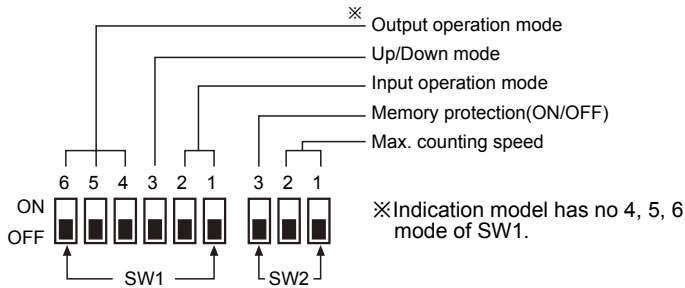 ※ Output operation mode
Up/Down mode
Input operation mode
Memory protection(ON/OFF)
Max. counting speed
6 5 4 3 2 1 3 2 1
ON
OFF
SW1 SW2
※Indication model has no 4, 5, 6
mode of SW1.